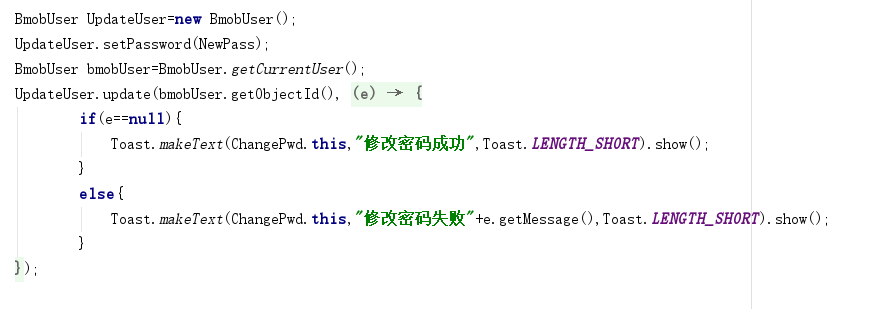 BmobUser UpdateUser=new BmobUser();
UpdateUser.setPassword(NewPass);
BmobUser bmobUser=BmobUser.getCurrentUser();
UpdateUser.update(bmobUser.getObjectId(), (e) → {
if(e==null){
Toast.makeText(ChangePwd.this,"修改密码成功",Toast.LENGTH_SHORT).show();
}
else{
Toast.makeText(ChangePwd.this,"修改密码失败"+e.getMessage(),Toast.LENGTH_SHORT).show();
}
});